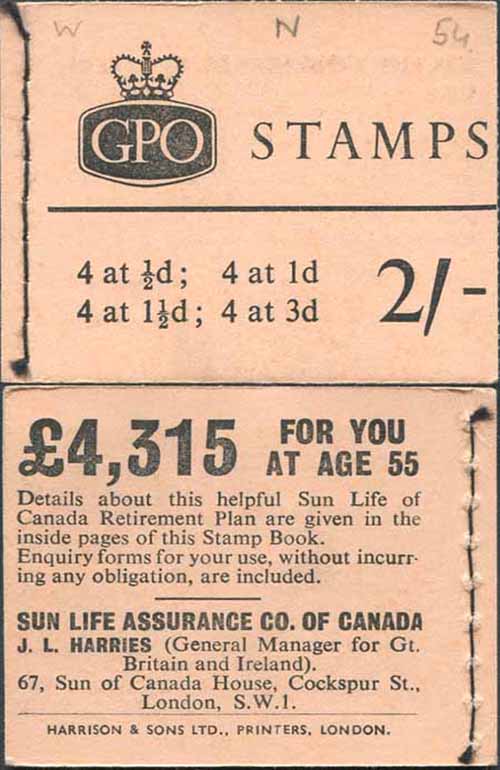 W N 54.
GPO STAMPS
4 at ½d; 4 at 1d
4 at 1½d; 4 at 3d
2/-
£4,315 FOR YOU
AT AGE 55
Details about this helpful Sun Life of
Canada Retirement Plan are given in the
inside pages of this Stamp Book.
Enquiry forms for your use, without incurr-
ing any obligation, are included.
SUN LIFE ASSURANCE CO. OF CANADA
J. L. HARRIES (General Manager for Gt.
Britain and Ireland).
67, Sun of Canada House, Cockspur St.,
London, S.W.1.
HARRISON & SONS LTD., PRINTERS, LONDON.